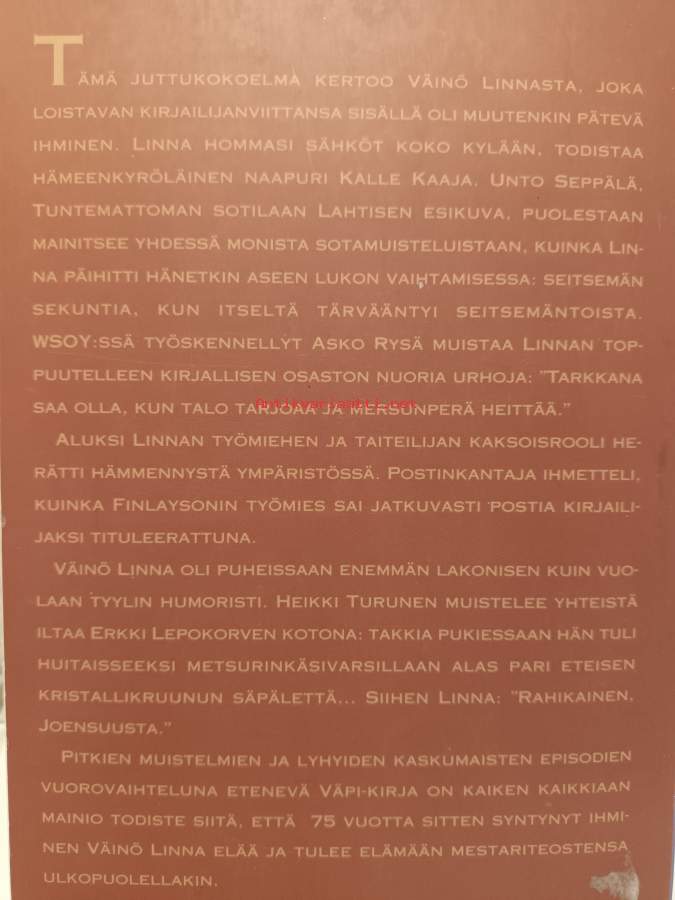 TÄMÄ JUTTUKOKOELMA KERTOO VÄINÖ LINNASTA, JOKA
LOISTAVAN KIRJAILIJANVIITTANSA SISÄLLÄ OLI MUUTENKIN PÄTEVÄ
IHMINEN. LINNA HOMMASI SÄHKÖT KOKO KYLÄÄN, TODISTAA
HÄMEENKYRÖLÄINEN NAAPURI KALLE KAAJA. UNTO SEPPÄLÄ,
TUNTEMATTOMAN SOTILAAN LAHTISEN ESIKUVA, PUOLESTAAN
MAINITSEE YHDESSÄ MONISTA SOTAMUISTELUISTAAN, KUINKA LIN-
NA PÄIHITTI HÄNETKIN ASEEN LUKON VAIHTAMISESSA: SEITSEMÄN
SEKUNTIA, KUN ITSELTÄ TÄRVÄÄNTYI SEITSEMÄNTOISTA.
WSOY:SSÄ TYÖSKENNELLYT ASKO RYSÄ MUISTAA LINNAN TOP-
PUUTELLEEN KIRJALLISEN OSASTON NUORIA URHOJA: "TARKKANA
SAA OLLA, KUN TALO TARJOAA JA MERSUNPERÄ HEITTÄÄ."
ALUKSI LINNAN TYÖMIEHEN JA TAITEILIJAN KAKSOISROOLI HE-
RÄTTI HÄMMENNYSTÄ YMPÄRISTÖSSÄ. POSTINKANTAJA IHMETTELI,
KUINKA FINLAYSONIN TYÖMIES SAI JATKUVASTI POSTIA KIRJAILI-
JAKSI TITULEERATTUNA.
VÄINÖ LINNA OLI PUHEISSAAN ENEMMÄN LAKONISEN KUIN VUO-
LAAN TYYLIN HUMORISTI. HEIKKI TURUNEN MUISTELEE YHTEISTÄ
ILTAA ERKKI LEPOKORVEN KOTONA: TAKKIA PUKIESSAAN HÄN TULI
HUITAISSEEKSI METSURINKÄSIVARSILLAAN ALAS PARI ETEISEN
KRISTALLIKRUUNUN SÄPÄLETTÄ... SIIHEN LINNA: "RAHIKAINEN,
JOENSUUSTA."
PITKIEN MUISTELMIEN JA LYHYIDEN KASKUMAISTEN EPISODIEN
VUOROVAIHTELUNA ETENEVÄ VÄPI-KIRJA ON KAIKEN KAIKKIAAN
MAINIO TODISTE SIITÄ, ETTÄ 75 VUOTTA SITTEN SYNTYNYT IHMI-
NEN VÄINÖ LINNA ELÄÄ JA TULEE ELÄMÄÄN MESTARITEOSTENSA
ULKOPUOLELLAKIN.